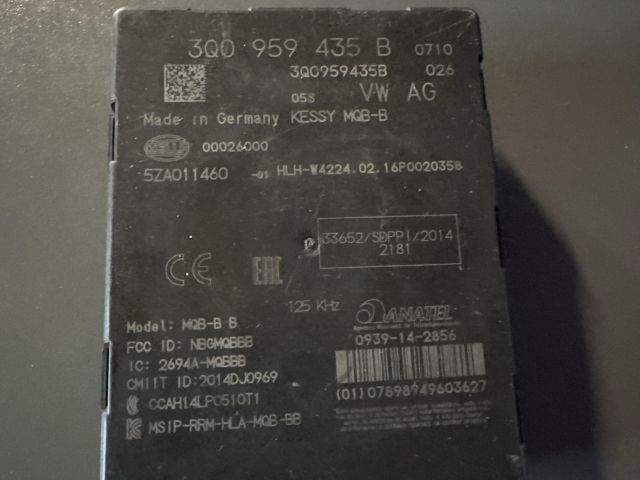 3Q0 959 435 B 0710
3Q0959435B 026
05S VW AG
Made in Germany KESSY MQB-B
00026000
5ZA011460 -01 HLH-W4224.02.16P0020358
33652/SDPPI/2014
2181
CE EAC
125 KHz ANATEL
Model: MQB-B B
FCC ID: NBGMQBBB 0939-14-2856
IC: 2694A-MQBBB
CMIIT ID:2014DJ0969 (01)07898949603627
CCAH14LP0510T1
MSIP-RRM-HLA-MQB-BB